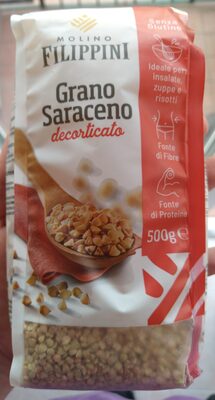 MOLINO
FILIPPINI
Grano
Saraceno
decorticato
Senza
Glutine
Ideale per
insalate,
zuppe e
risotti
Fonte
di Fibre
Fonte
di Proteine
500g e